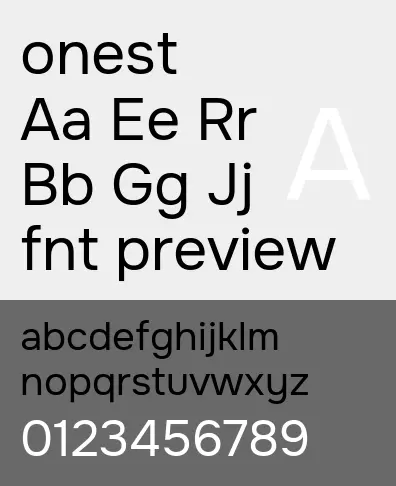 onest
Aa Ee Rr
A
Bb Gg Jj
fnt preview
abcdefghijklm
nopqrstuvwxyz
0123456789